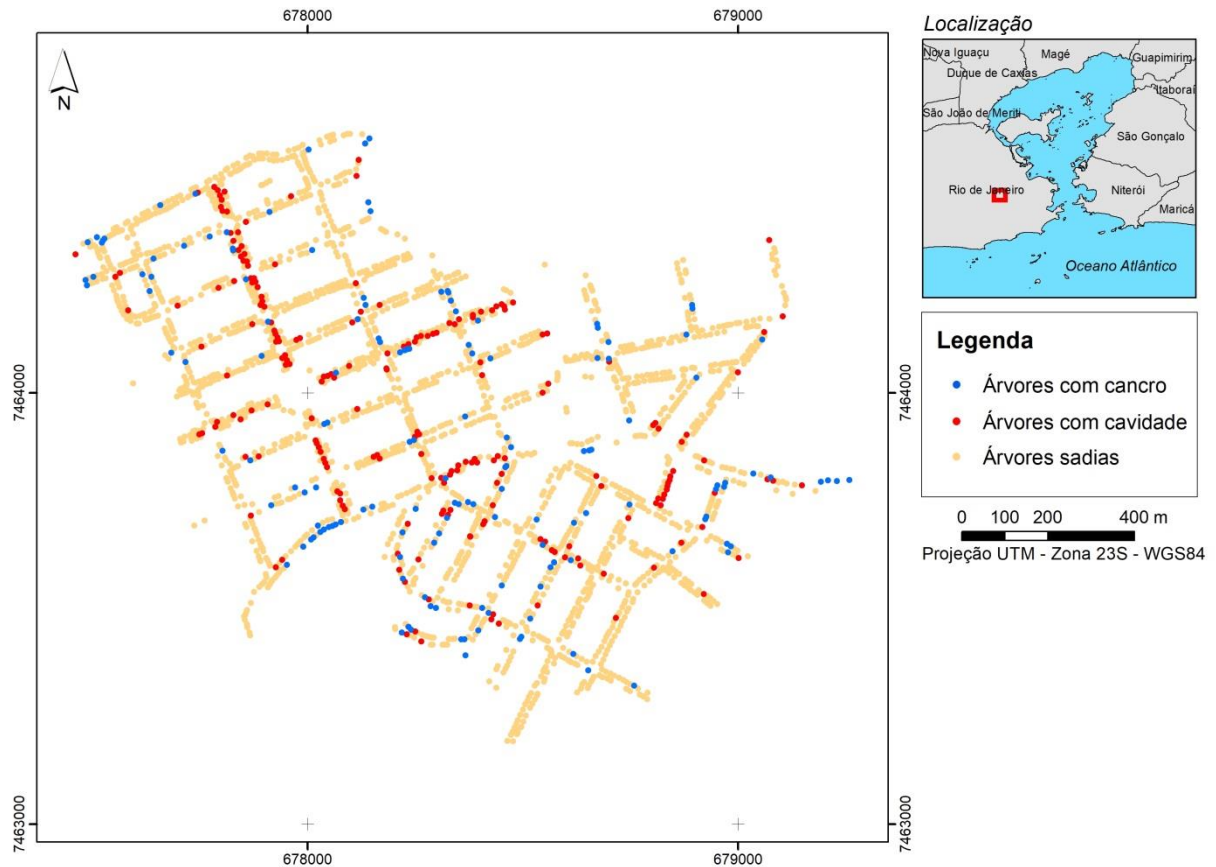 678000
679000
N
7464000
7464000
7463000
7463000
678000
679000
Localização
Nova Iguaçu
Magé
Guapimirim
Duque de Caxias
Itaboraí
São João de Meriti
São Gonçalo
Rio de Janeiro
Niterói
Maricá
Oceano Atlântico
Legenda
Árvores com cancro
Árvores com cavidade
Árvores sadias
0 100 200 400 m
Projeção UTM - Zona 23S - WGS84